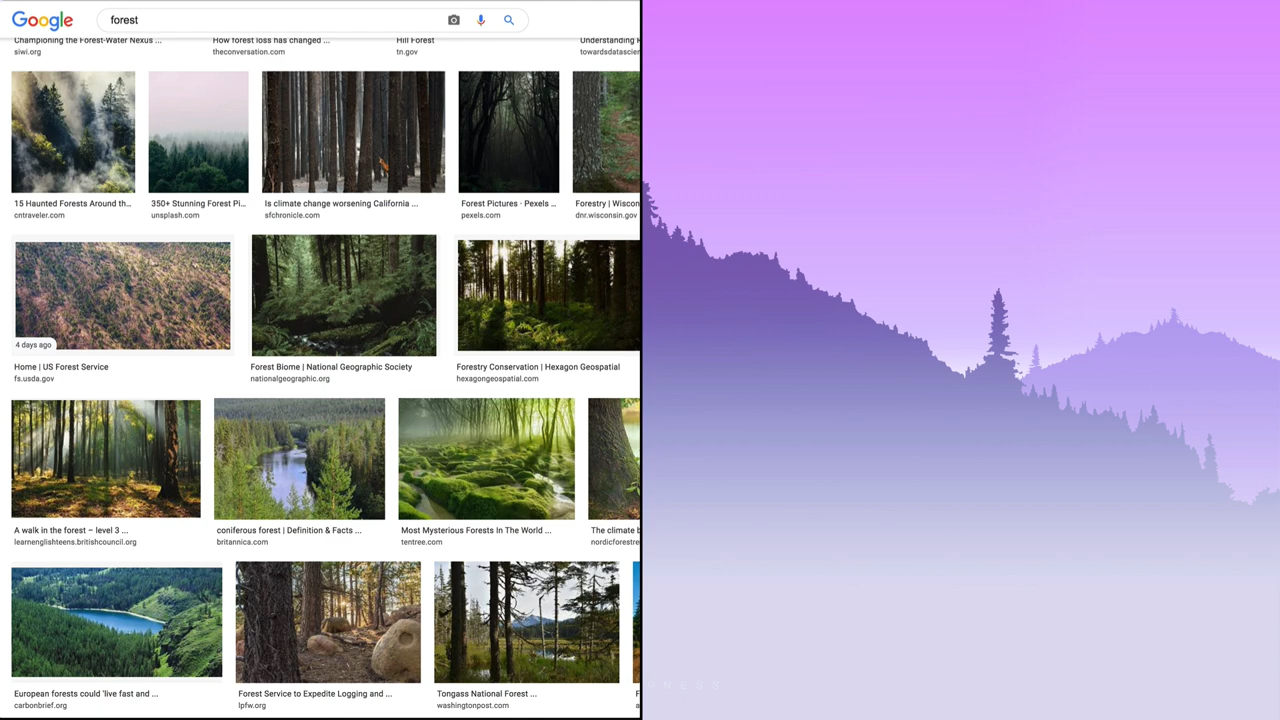 Google
forest
Championing the Forest-Water Nexus ...
How forest loss has changed ...
Hill Forest
Understanding
siwi.org
theconversation.com
tn.gov
towardsdatascien
15 Haunted Forests Around th...
350+ Stunning Forest Pi...
Is climate change worsening California ...
Forest Pictures · Pexels ...
Forestry | Wiscon
cntraveler.com
unsplash.com
sfchronicle.com
pexels.com
dnr.wisconsin.gov
4 days ago
Home | US Forest Service
Forest Biome | National Geographic Society
Forestry Conservation | Hexagon Geospatial
fs.usda.gov
nationalgeographic.org
hexagongeospatial.com
A walk in the forest – level 3 ...
coniferous forest | Definition & Facts ...
Most Mysterious Forests In The World ...
The climate b
learnenglishteens.britishcouncil.org
britannica.com
tentree.com
nordicforestre
European forests could 'live fast and ...
Forest Service to Expedite Logging and ...
Tongass National Forest ...
F
carbonbrief.org
lpfw.org
washingtonpost.com
a